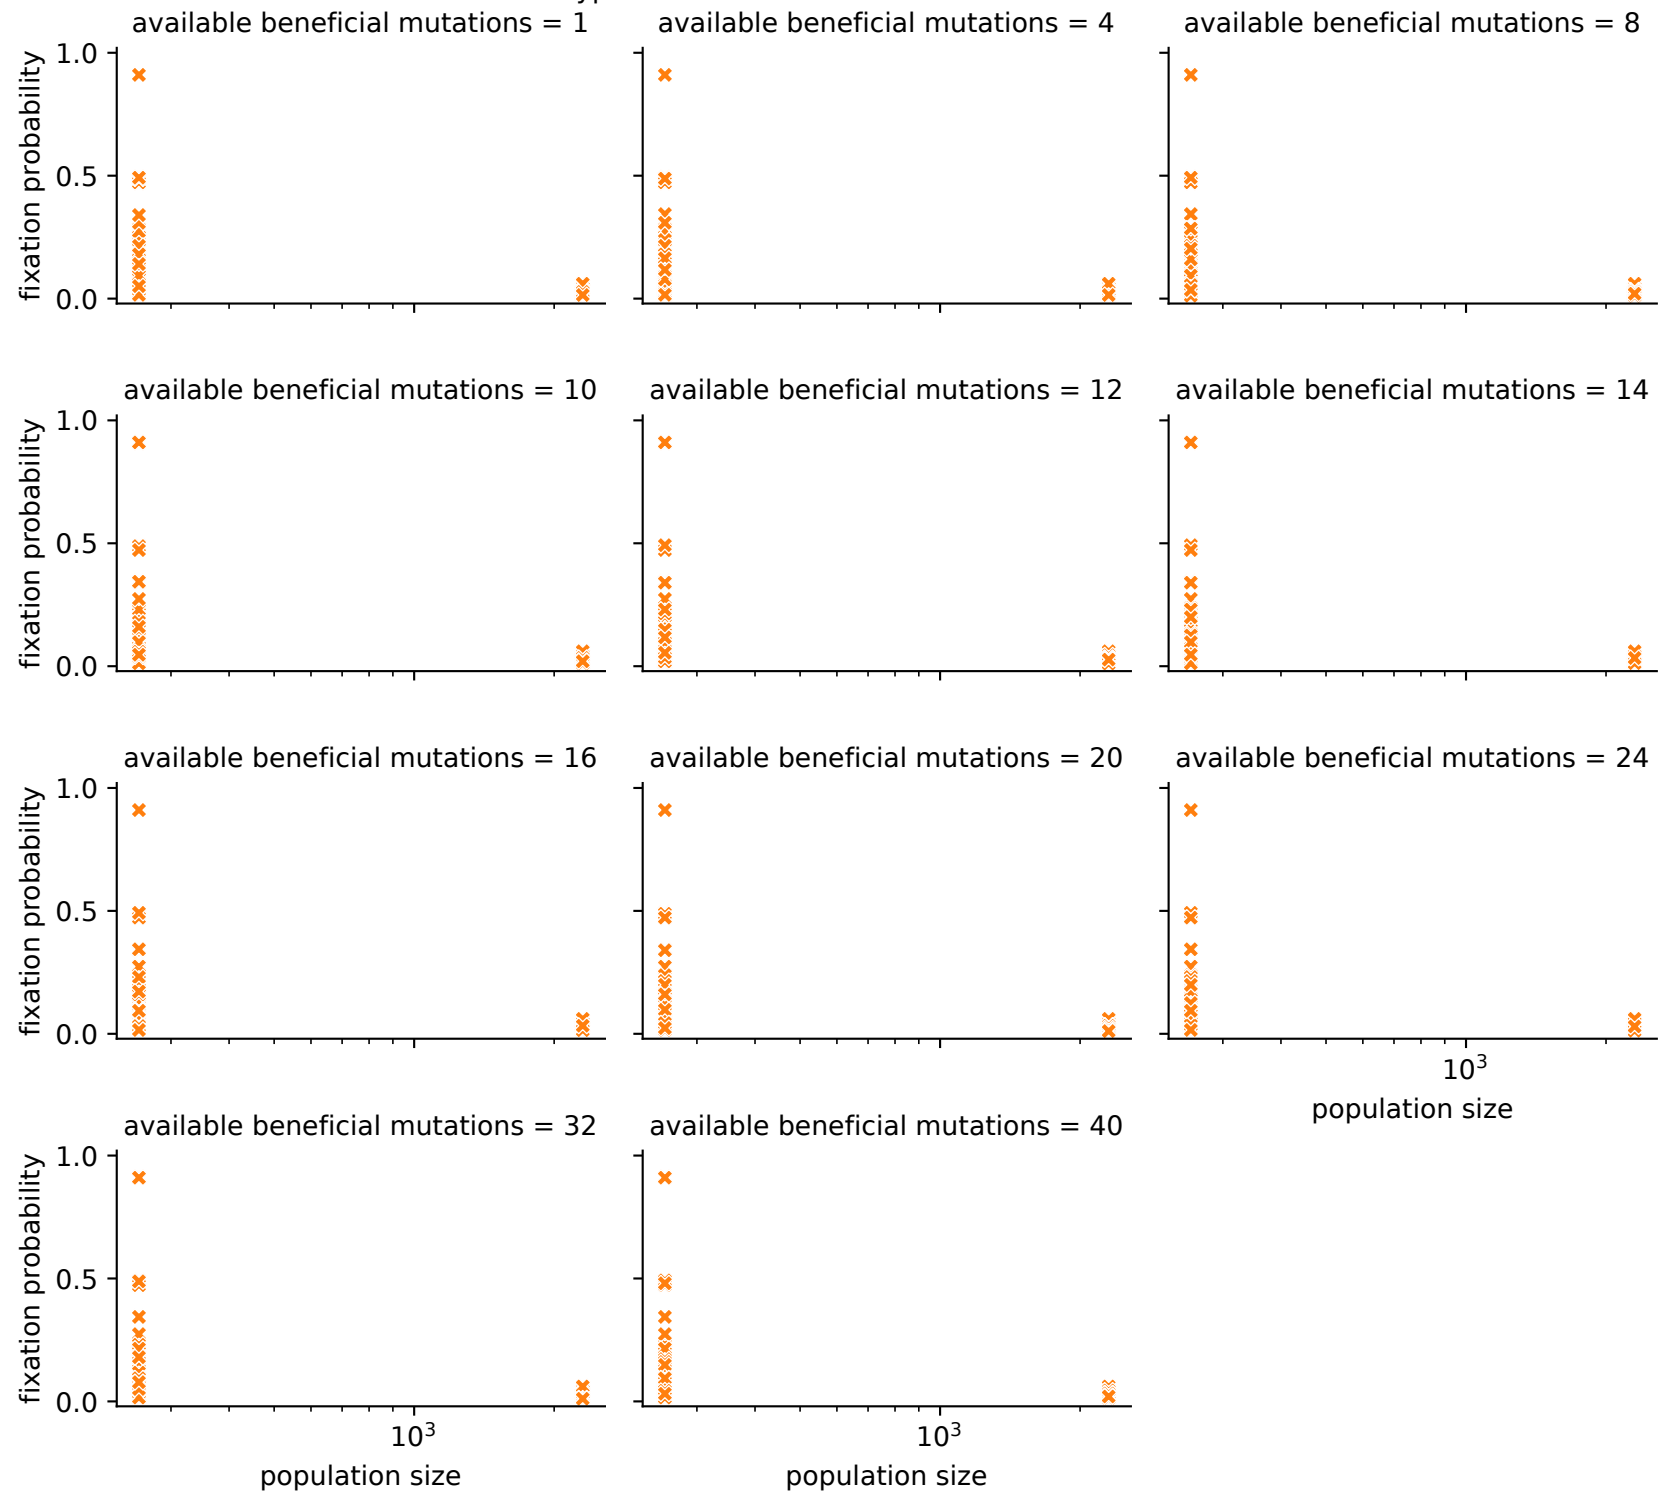 available beneficial mutations = 1
available beneficial mutations = 4
available beneficial mutations = 8
fixation probability
1.0
0.5
0.0
available beneficial mutations = 10
available beneficial mutations = 12
available beneficial mutations = 14
fixation probability
1.0
0.5
0.0
available beneficial mutations = 16
available beneficial mutations = 20
available beneficial mutations = 24
fixation probability
1.0
0.5
0.0
10³
population size
available beneficial mutations = 32
available beneficial mutations = 40
fixation probability
1.0
0.5
0.0
10³
10³
population size
population size